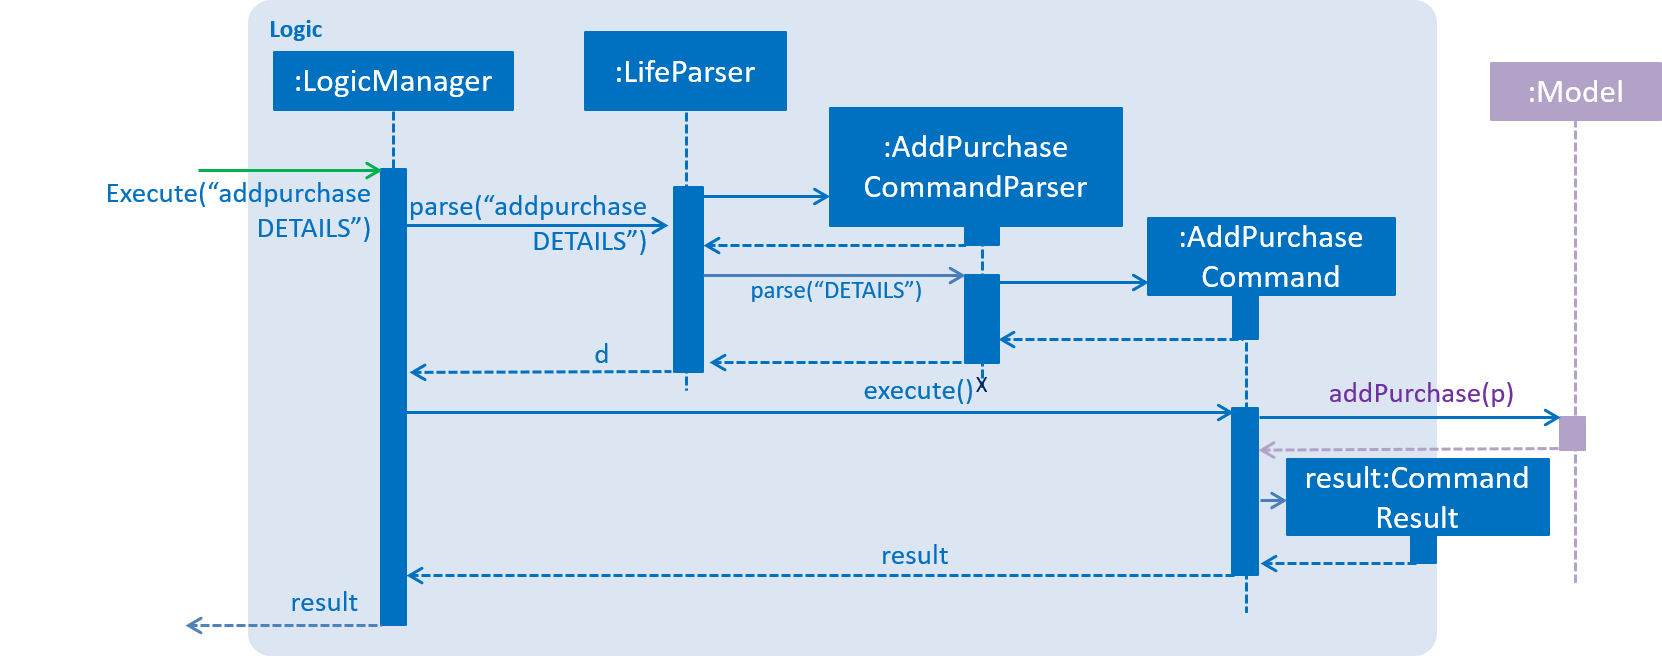 Logic
:LogicManager
:LifeParser
:Model
:AddPurchase
CommandParser
Execute(“addpurchase
DETAILS”)
parse(“addpurchase
DETAILS”)
:AddPurchase
Command
parse(“DETAILS”)
d
execute()
X
addPurchase(p)
result:Command
Result
result
result